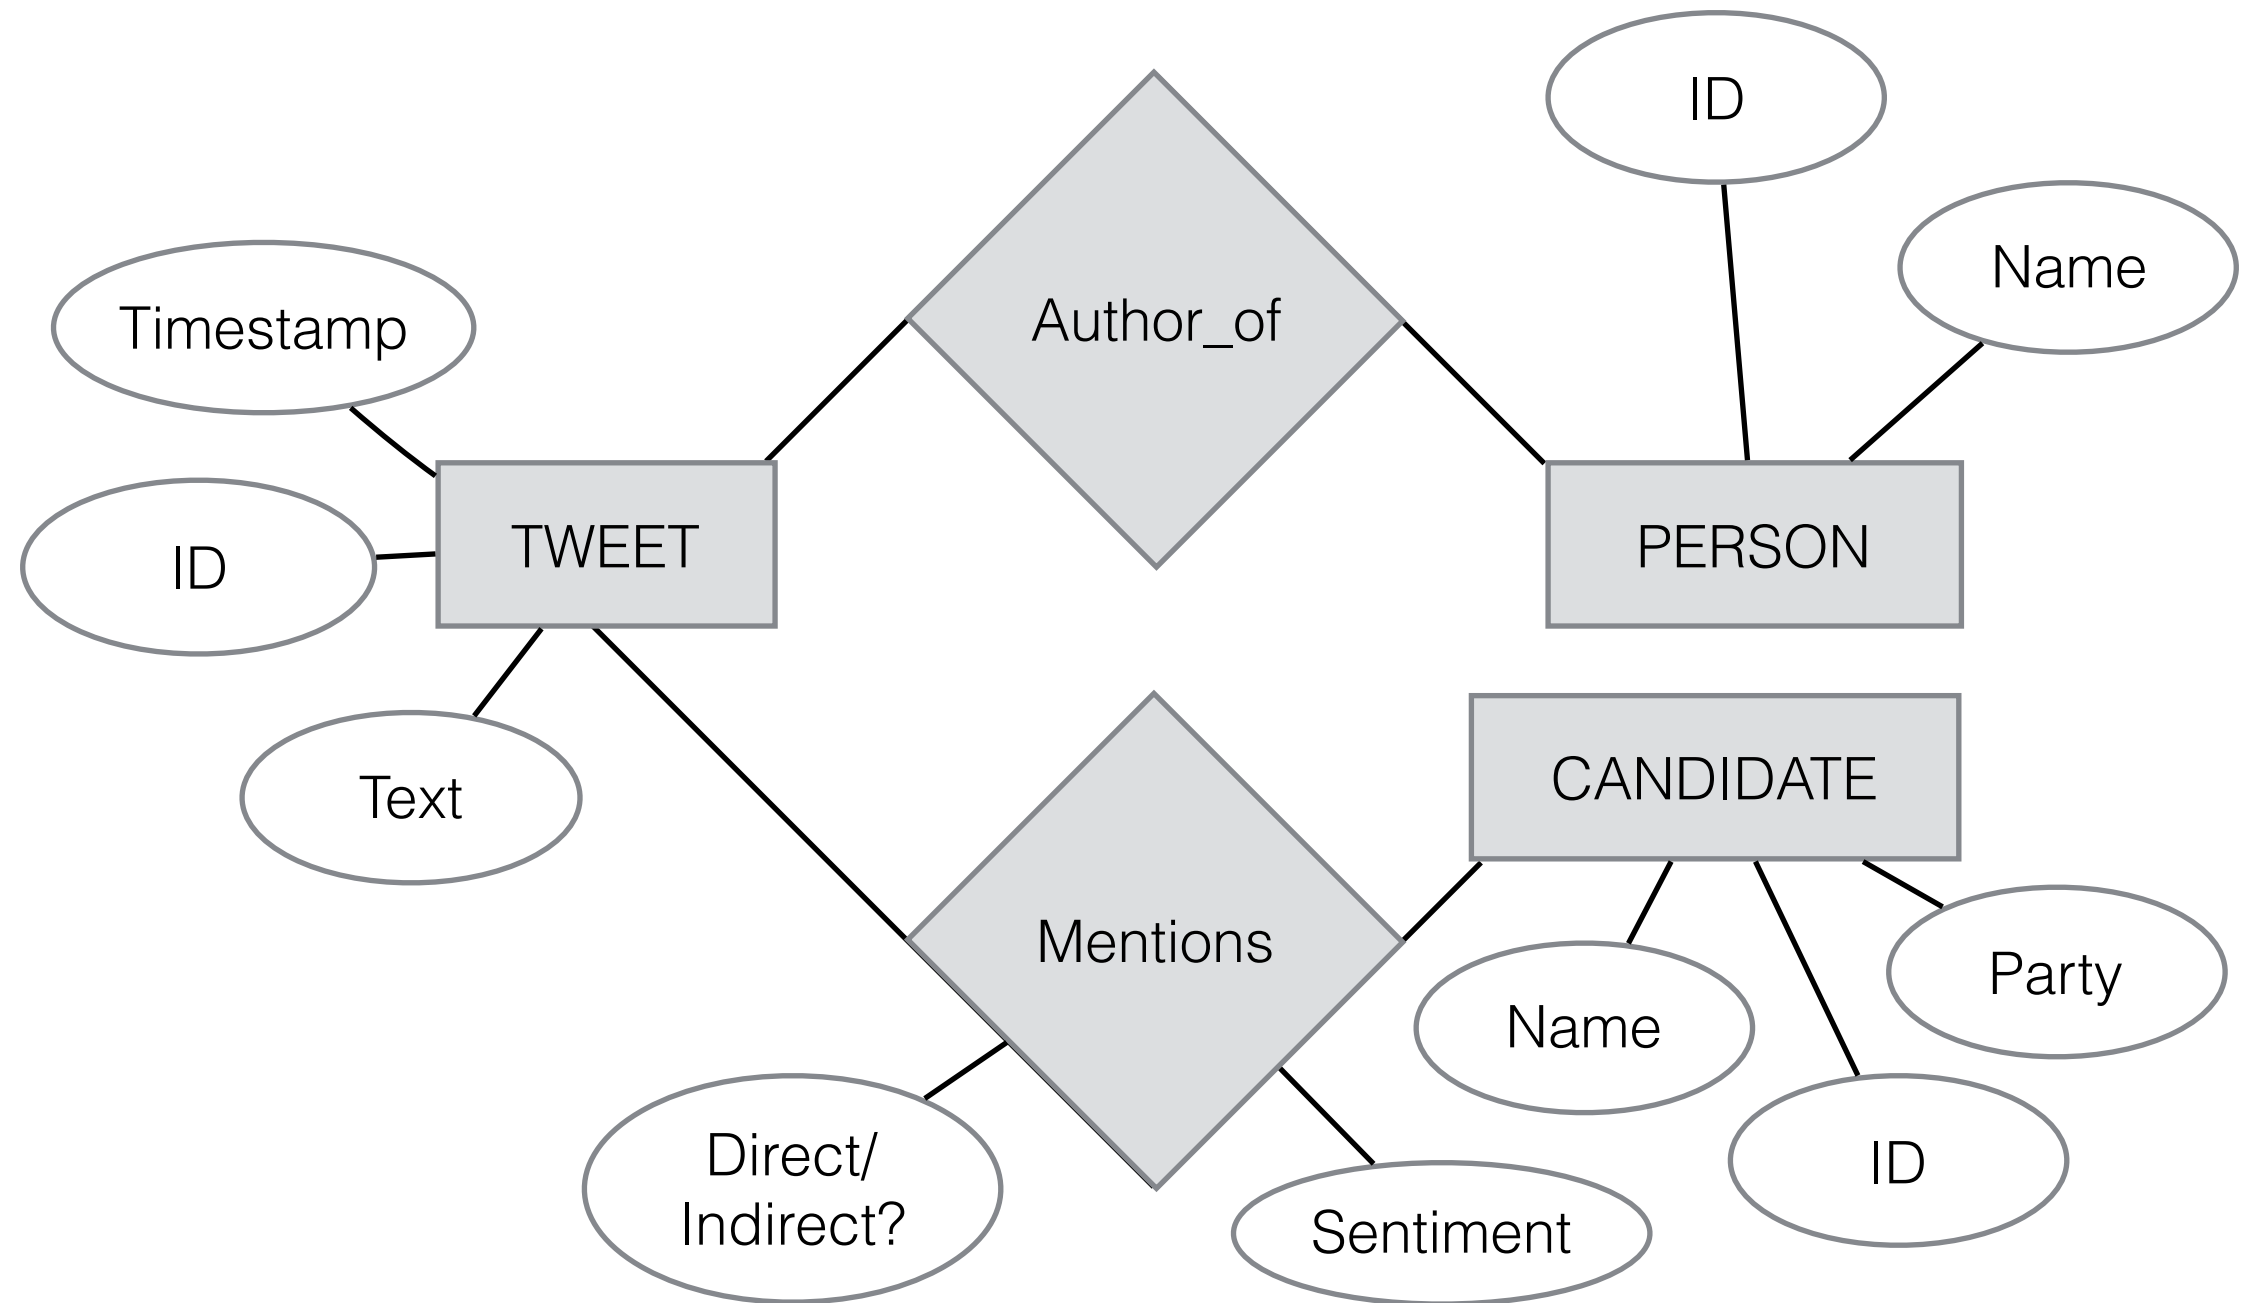 ID
Name
Timestamp
Author_of
TWEET
PERSON
ID
Text
CANDIDATE
Mentions
Party
Name
Direct/
Indirect?
ID
Sentiment